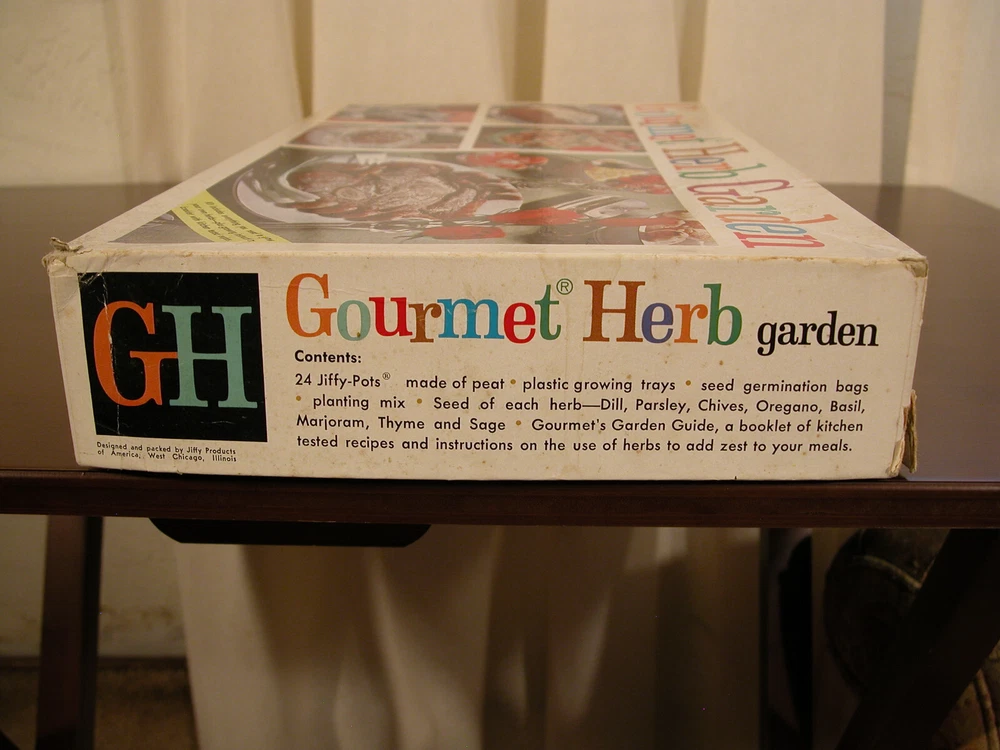 Gourmet Herb Garden
GH
Gourmet® Herb garden
Contents:
24 Jiffy-Pots® made of peat • plastic growing trays • seed germination bags
• planting mix • Seed of each herb—Dill, Parsley, Chives, Oregano, Basil,
Marjoram, Thyme and Sage • Gourmet's Garden Guide, a booklet of kitchen
tested recipes and instructions on the use of herbs to add zest to your meals.
Designed and packed by Jiffy Products
of America, West Chicago, Illinois